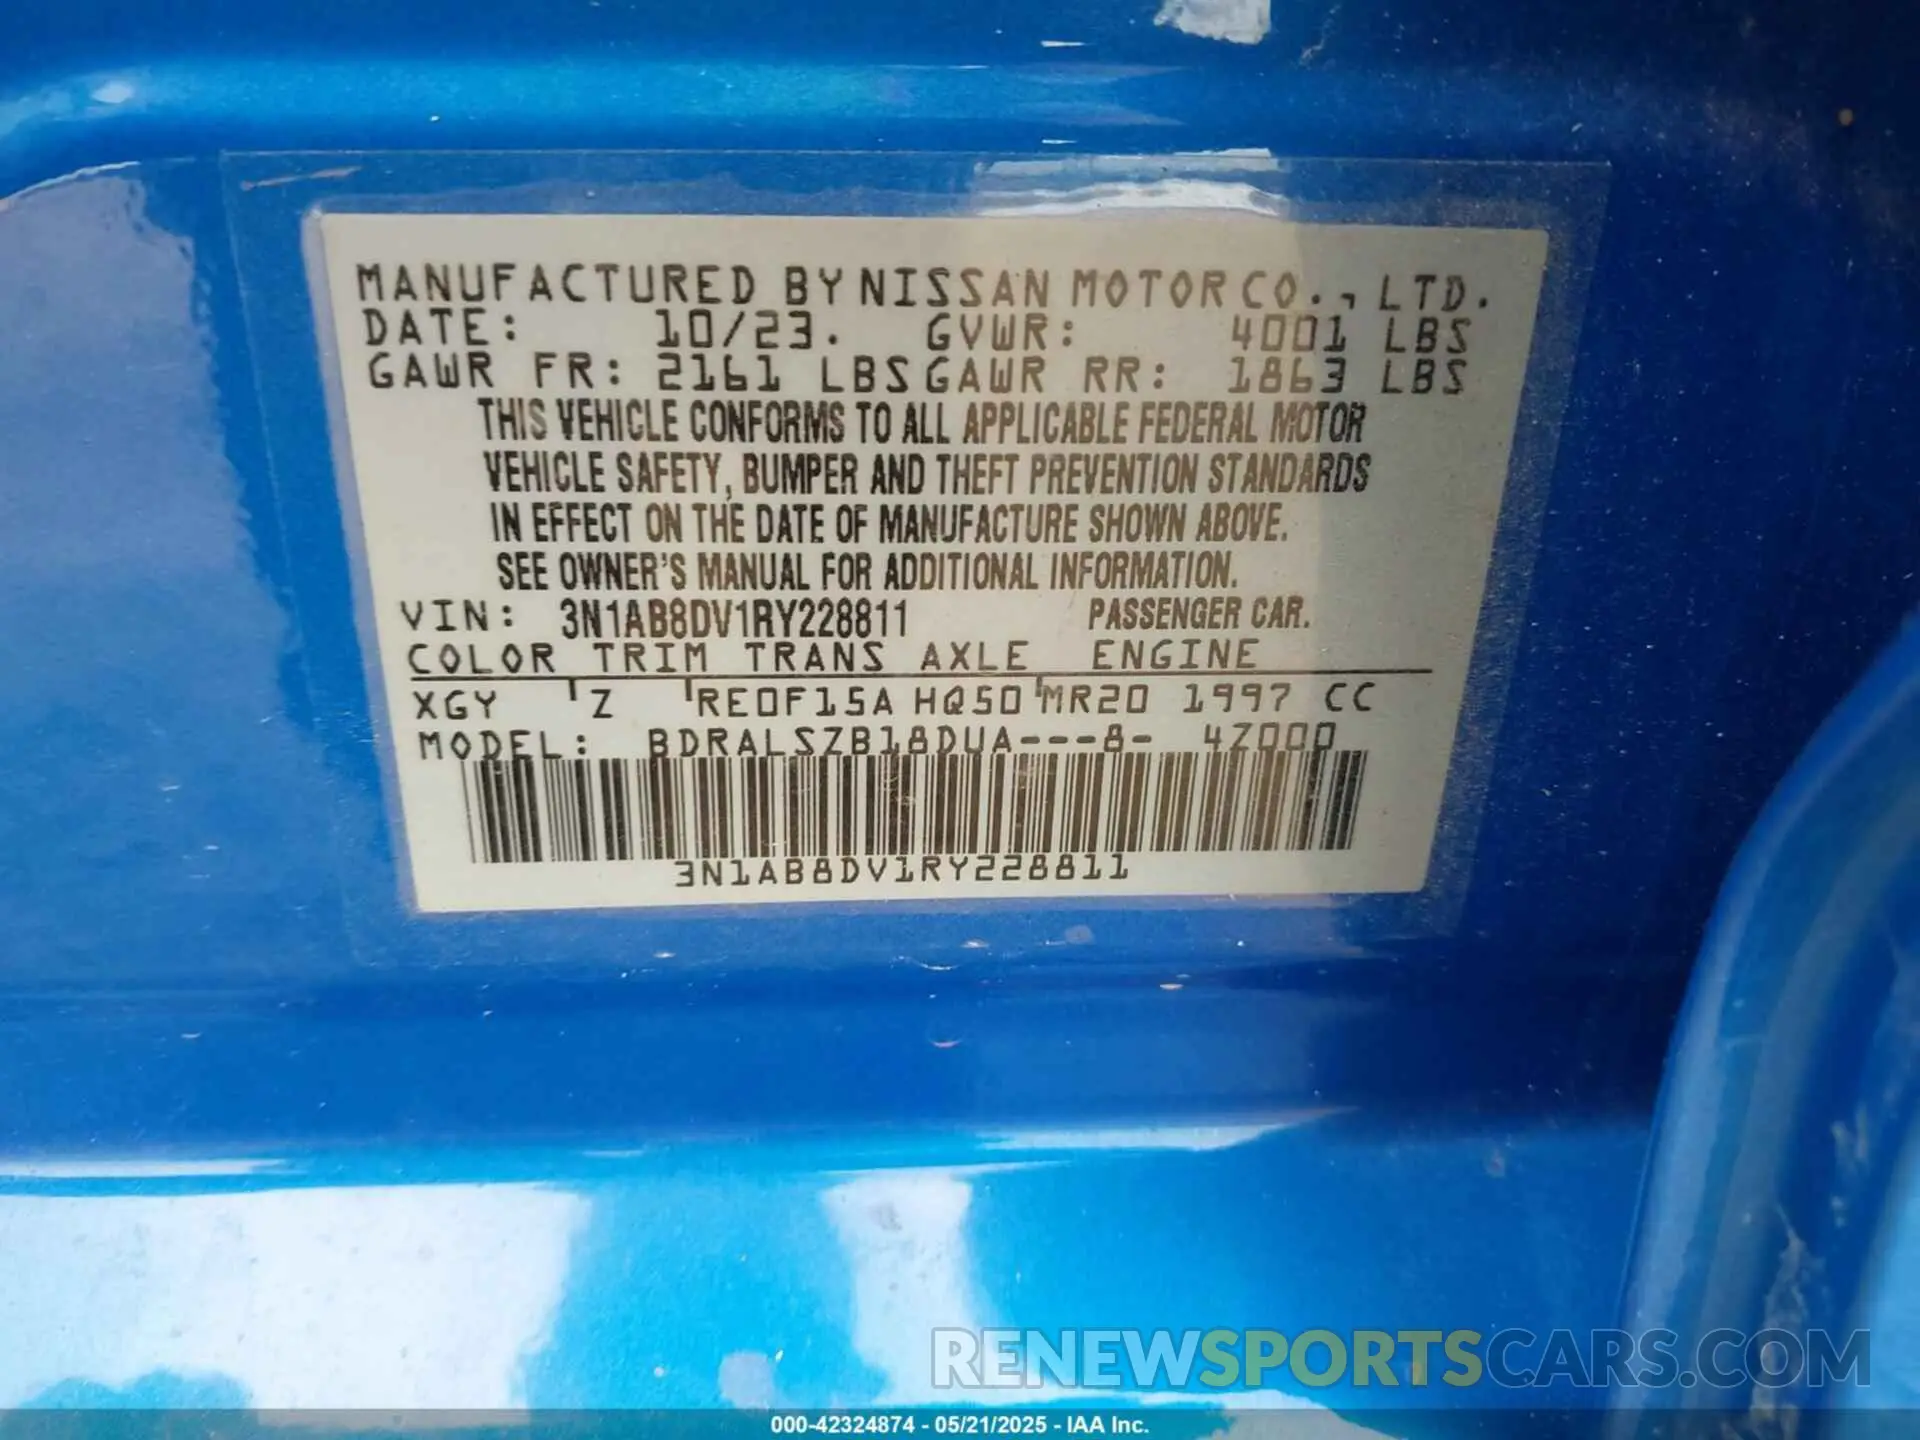 MANUFACTURED BY NISSAN MOTOR CO., LTD.
DATE: 10/23. GVWR: 4001 LBS
GAWR FR: 2161 LBS GAWR RR: 1863 LBS
THIS VEHICLE CONFORMS TO ALL APPLICABLE FEDERAL MOTOR
VEHICLE SAFETY, BUMPER AND THEFT PREVENTION STANDARDS
IN EFFECT ON THE DATE OF MANUFACTURE SHOWN ABOVE.
SEE OWNER'S MANUAL FOR ADDITIONAL INFORMATION.
VIN: 3N1AB8DV1RY228811 PASSENGER CAR.
COLOR TRIM TRANS AXLE ENGINE
XGY Z RE0F15A HQ50 MR20 1997 CC
MODEL: BDRALSZB18DUA---8- 4Z000
3N1AB8DV1RY228811
RENEWSPORTSCARS.COM
000-42324874 - 05/21/2025 - IAA Inc.